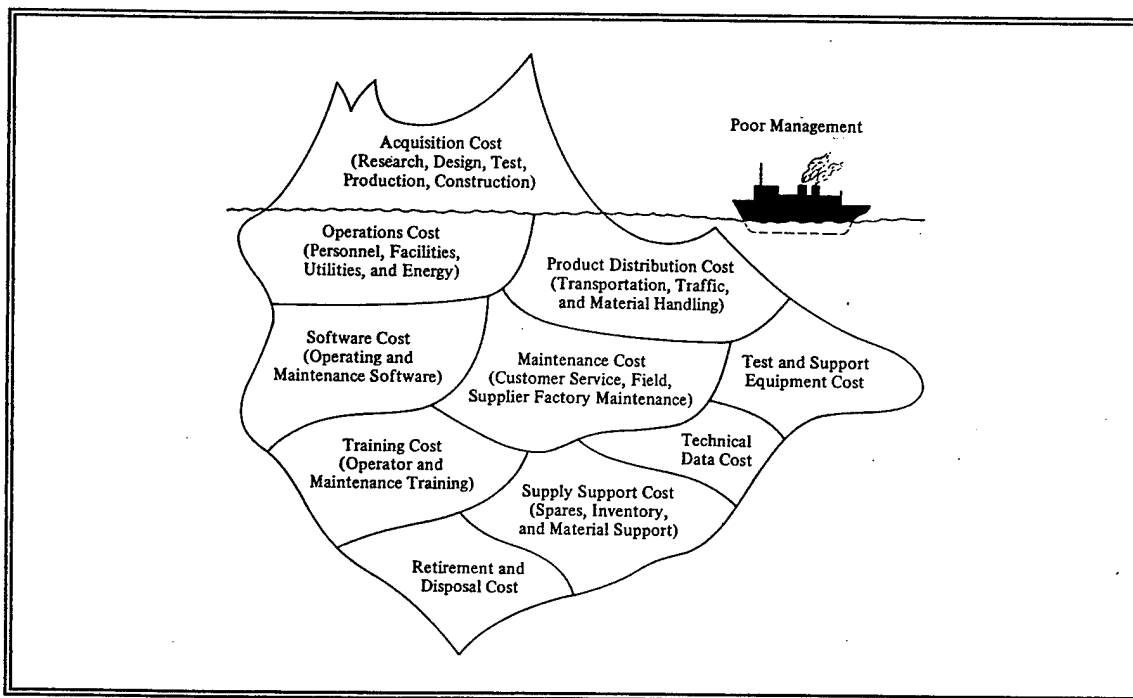 Poor Management
Acquisition Cost
(Research, Design, Test,
Production, Construction)
Operations Cost
(Personnel, Facilities,
Utilities, and Energy)
Product Distribution Cost
(Transportation, Traffic,
and Material Handling)
Software Cost
(Operating and
Maintenance Software)
Maintenance Cost
(Customer Service, Field,
Supplier Factory Maintenance)
Test and Support
Equipment Cost
Training Cost
(Operator and
Maintenance Training)
Technical
Data Cost
Supply Support Cost
(Spares, Inventory,
and Material Support)
Retirement and
Disposal Cost